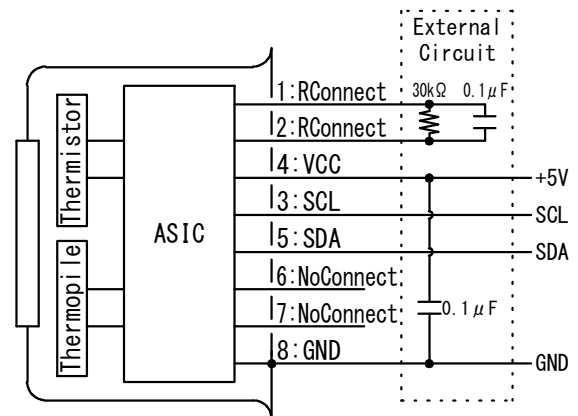 External
Circuit
1:RConnect
30kΩ
0.1μF
2:RConnect
4:VCC
+5V
3:SCL
SCL
5:SDA
SDA
6:NoConnect
7:NoConnect
0.1μF
8:GND
GND
Thermistor
Thermopile
ASIC